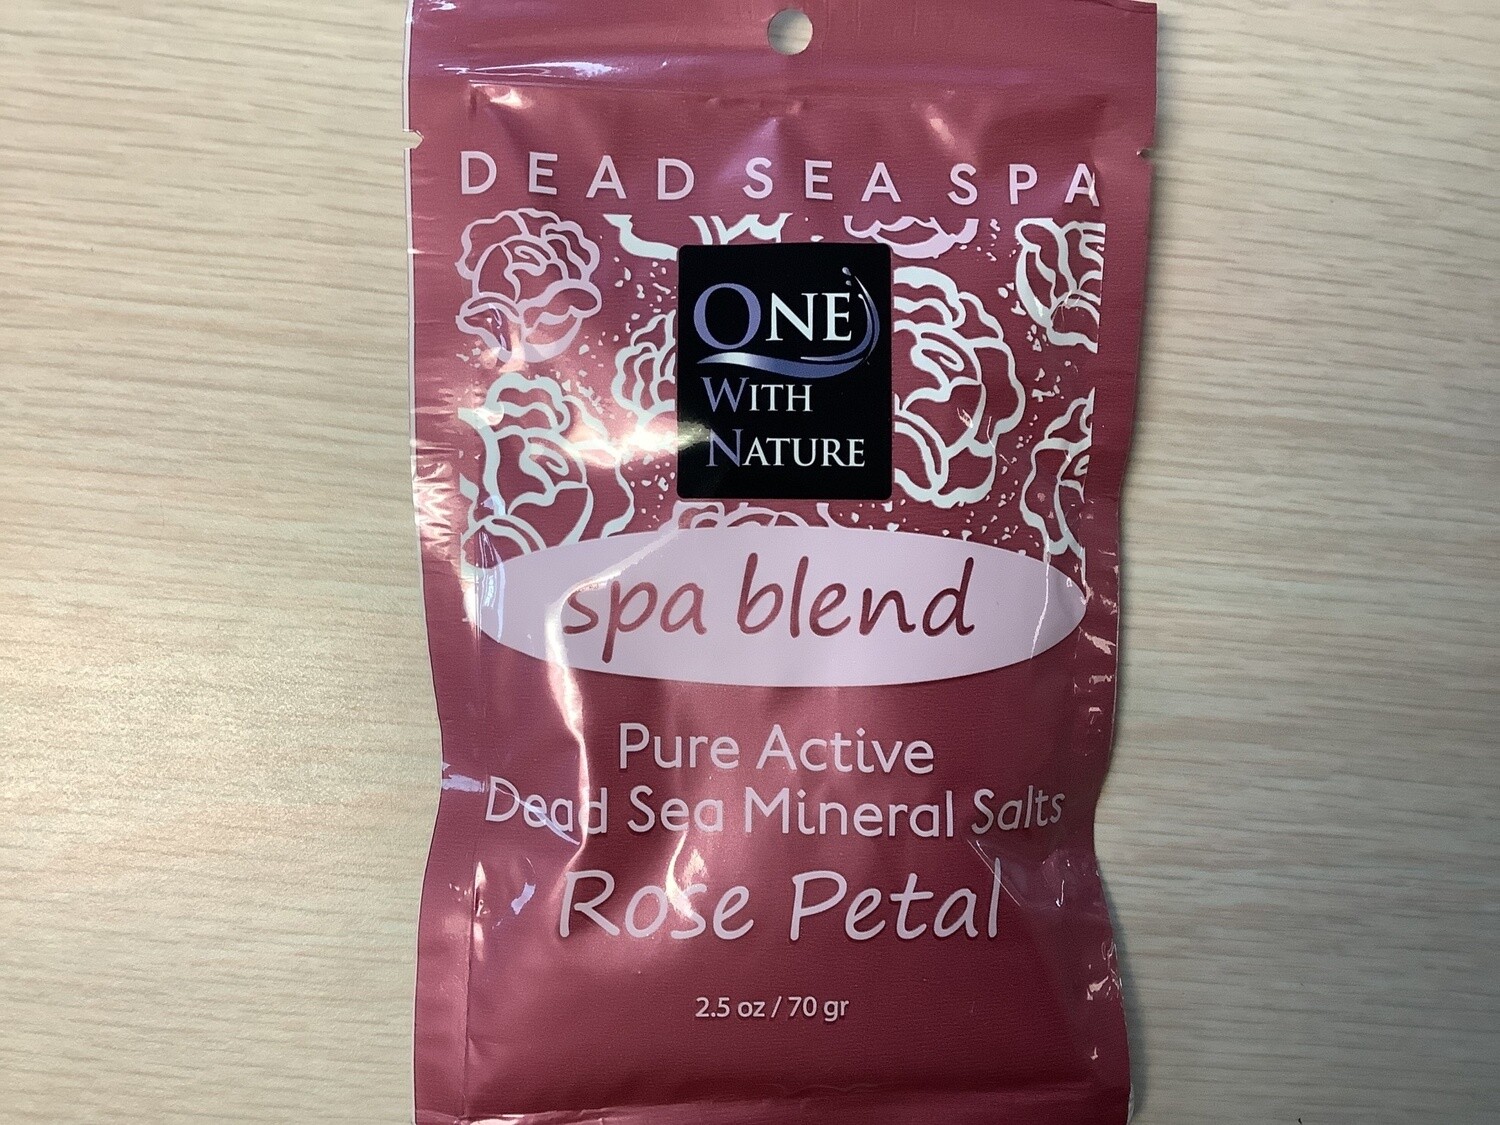 DEAD SEA SPA
ONE
WITH
NATURE
spa blend
Pure Active
Dead Sea Mineral Salts
Rose Petal
2.5 oz / 70 gr